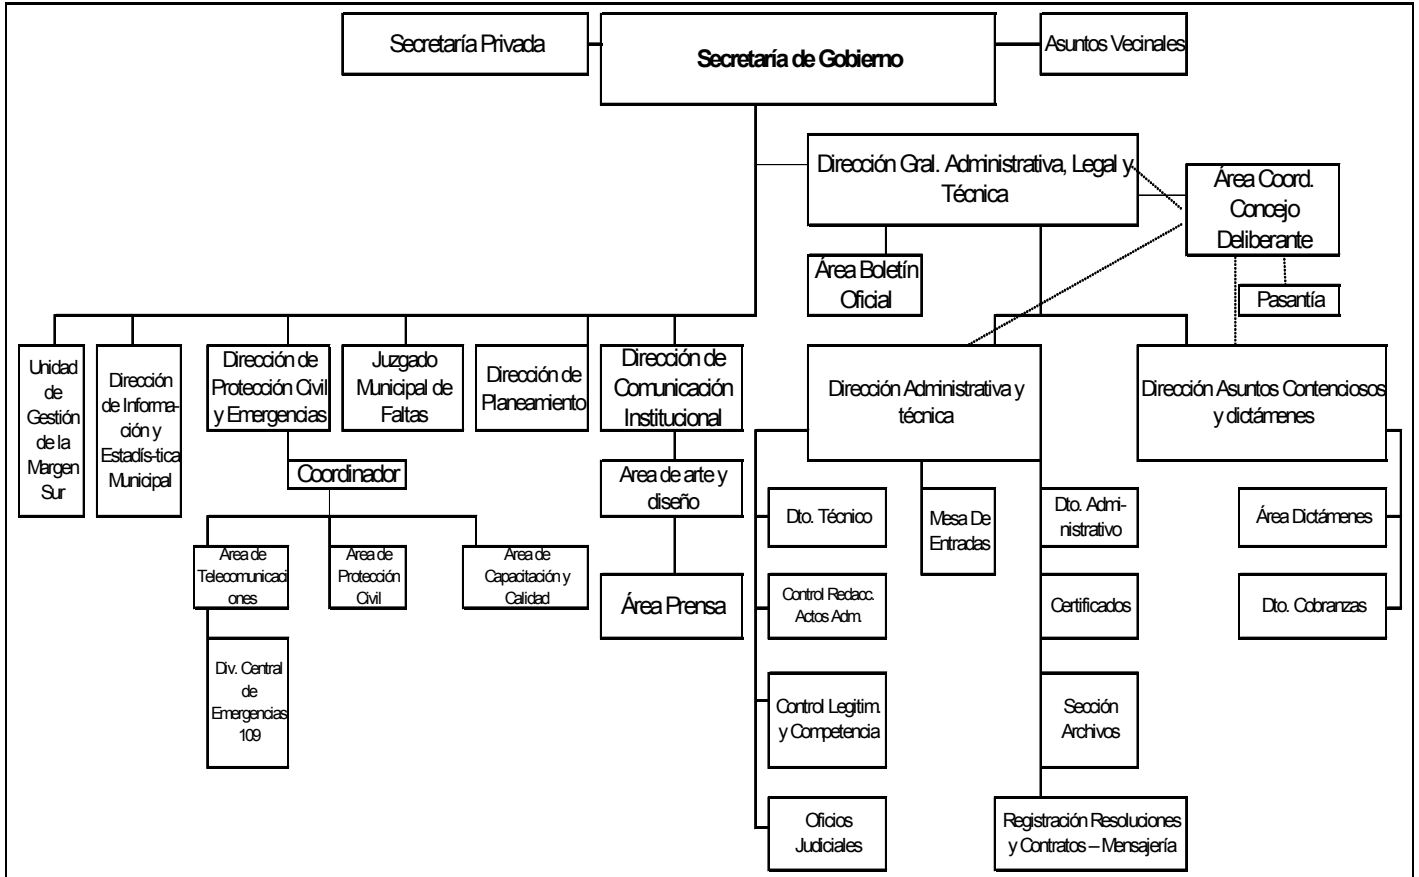 Secretaría Privada
Secretaría de Gobierno
Asuntos Vecinales
Dirección Gral. Administrativa, Legal y
Técnica
Área Coord.
Concejo
Deliberante
Área Boletín
Oficial
Pasantía
Unidad
de
Gestión
de la
Margen
Sur
Dirección
de Informa-
ción y
Estadís-tica
Municipal
Dirección de
Protección Civil
y Emergencias
Juzgado
Municipal de
Faltas
Dirección de
Planeamiento
Dirección de
Comunicación
Institucional
Dirección Administrativa y
técnica
Dirección Asuntos Contenciosos
y dictámenes
Coordinador
Area de arte y
diseño
Dto. Técnico
Mesa De
Entradas
Dto. Admi-
nistrativo
Área Dictámenes
Area de
Telecomunicaci
ones
Area de
Protección
Civil
Area de
Capacitación y
Calidad
Área Prensa
Control Redacc.
Actos Adm.
Certificados
Dto. Cobranzas
Div. Central
de
Emergencias
109
Control Legitim.
y Competencia
Sección
Archivos
Oficios
Judiciales
Registración Resoluciones
y Contratos – Mensajería